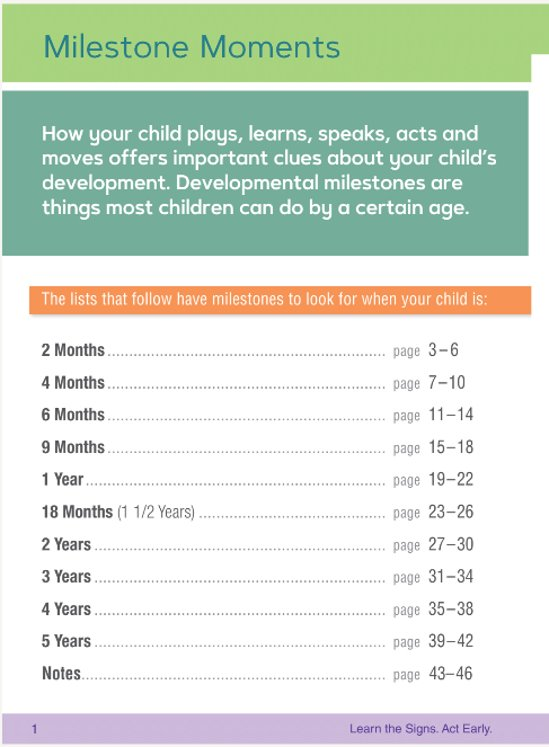 Milestone Moments
How your child plays, learns, speaks, acts and
moves offers important clues about your child's
development. Developmental milestones are
things most children can do by a certain age.
The lists that follow have milestones to look for when your child is:
2 Months ................................................................ page 3–6
4 Months ................................................................ page 7–10
6 Months ................................................................ page 11–14
9 Months ................................................................ page 15–18
1 Year ..................................................................... page 19–22
18 Months (1 1/2 Years) ........................................... page 23–26
2 Years ................................................................... page 27–30
3 Years ................................................................... page 31–34
4 Years ................................................................... page 35–38
5 Years ................................................................... page 39–42
Notes...................................................................... page 43–46
1 Learn the Signs. Act Early.